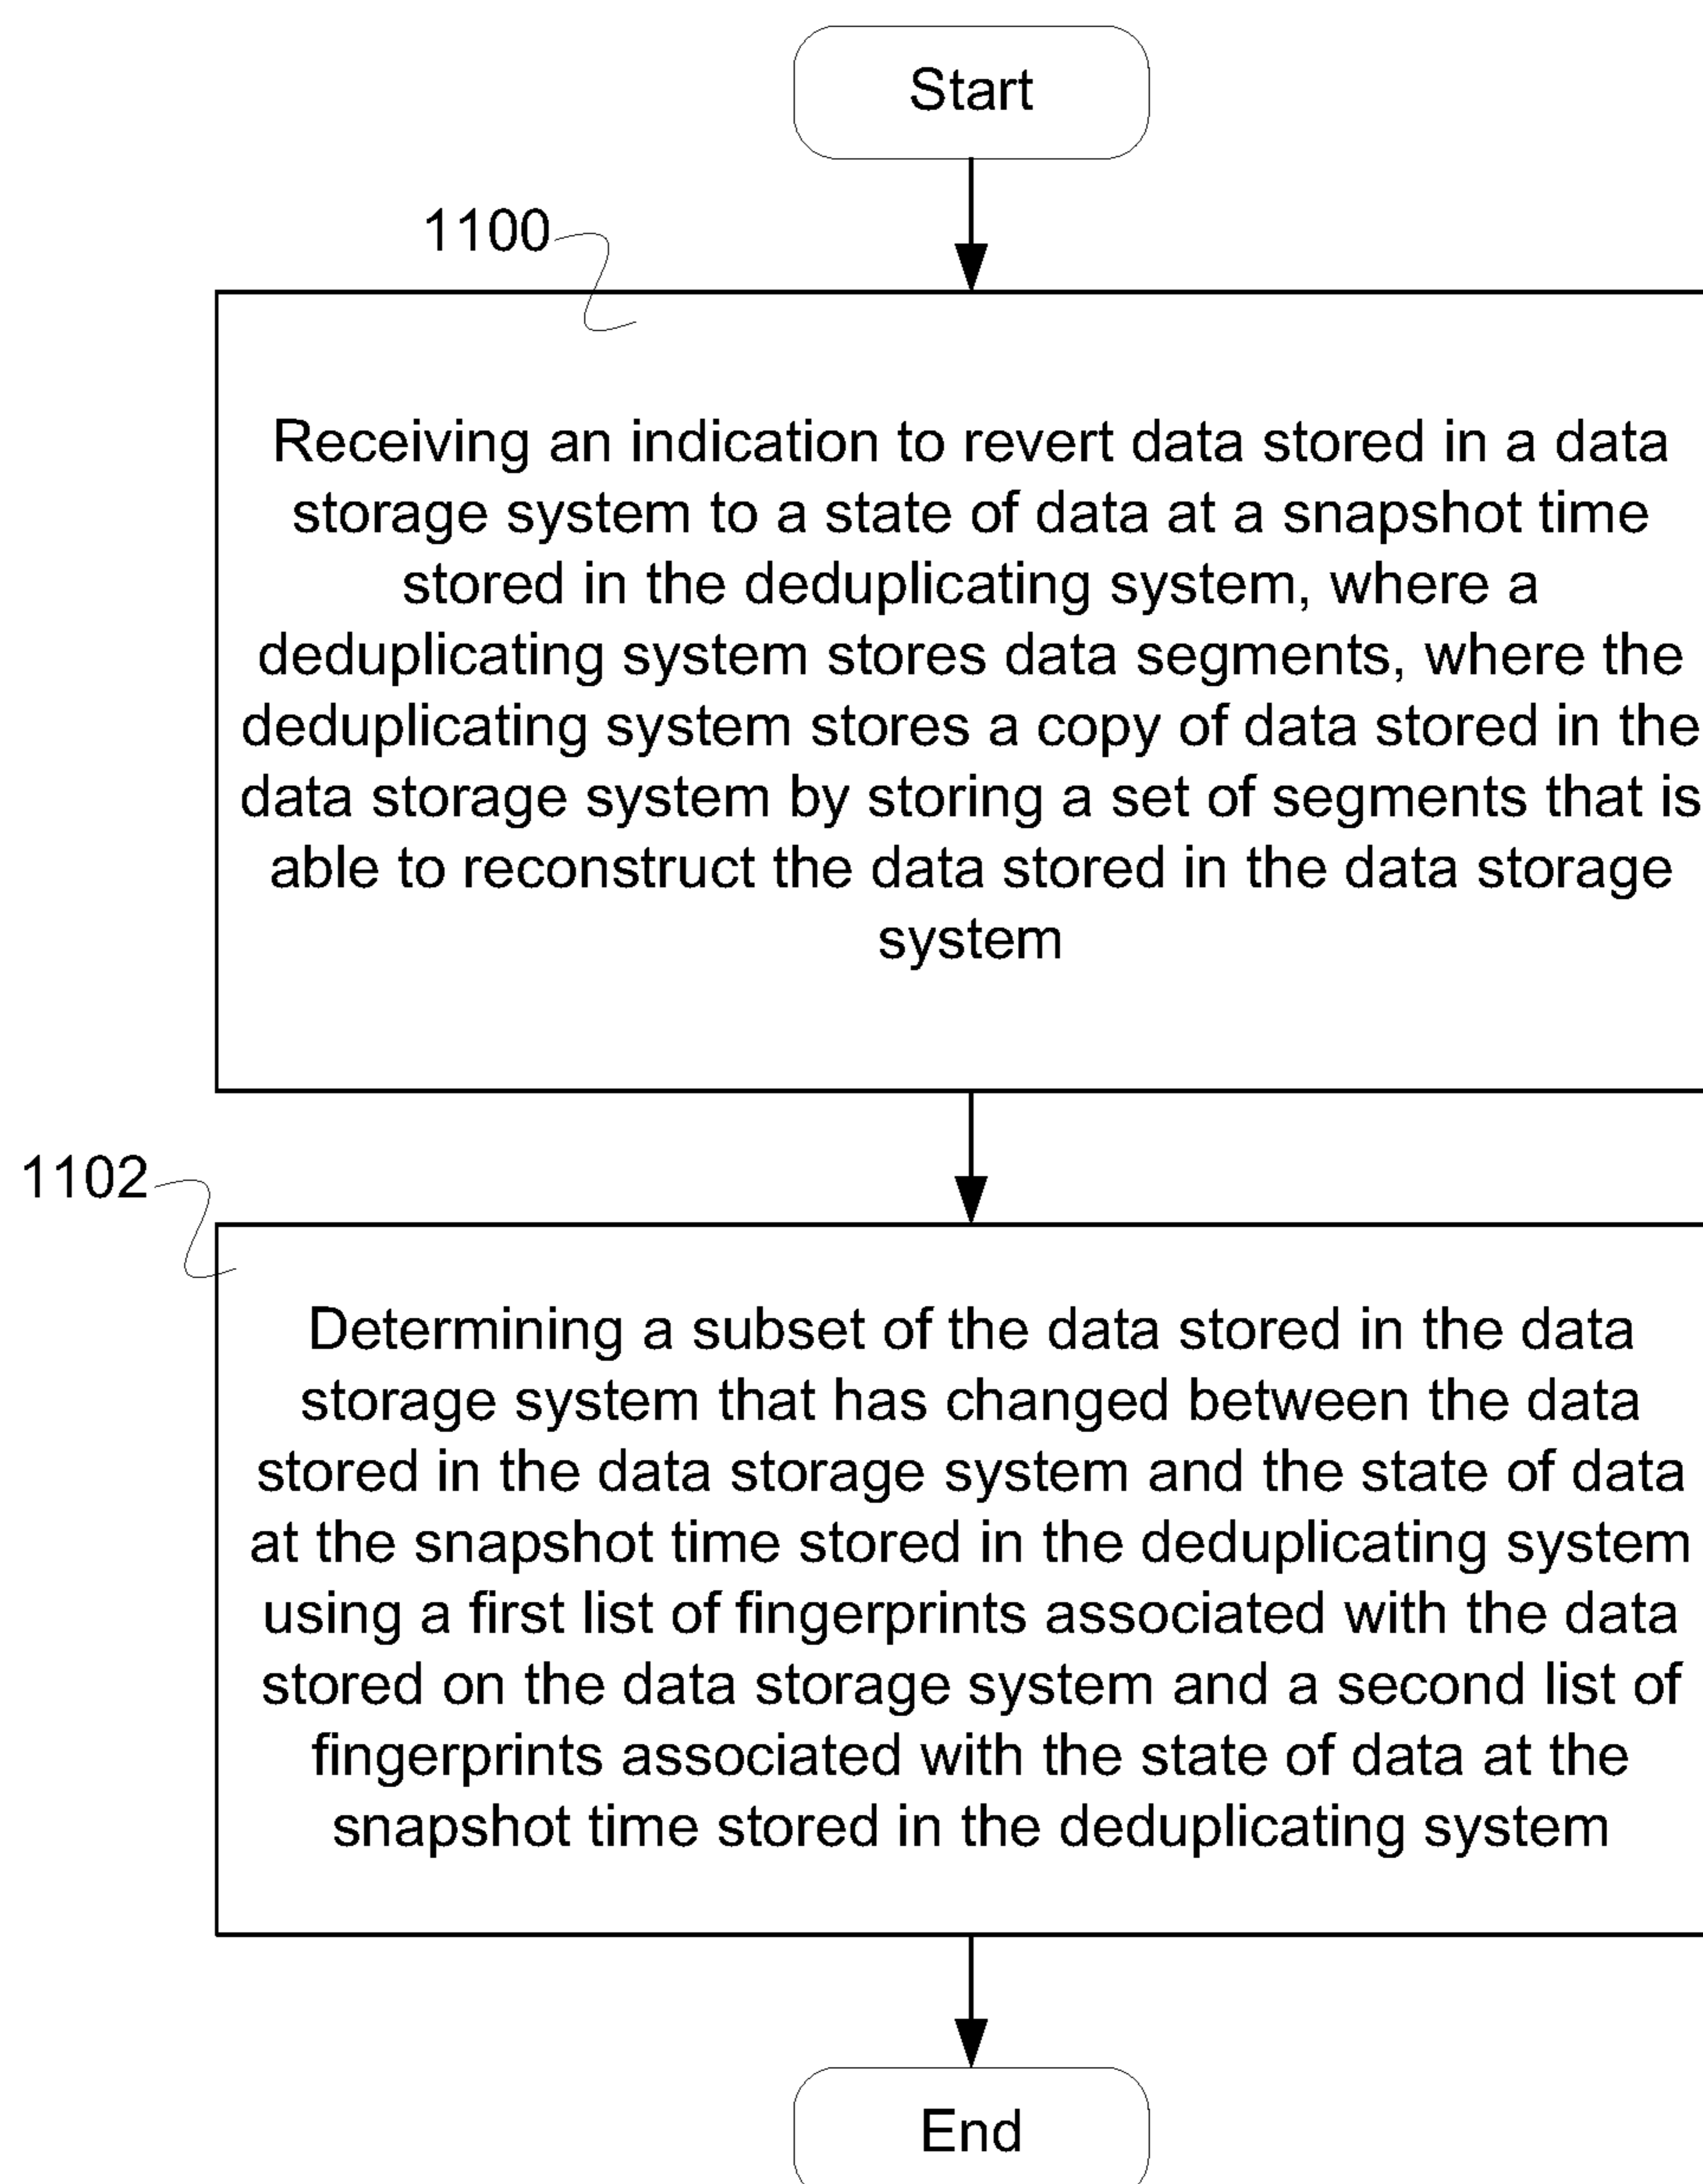 Start
1100
Receiving an indication to revert data stored in a data
storage system to a state of data at a snapshot time
stored in the deduplicating system, where a
deduplicating system stores data segments, where the
deduplicating system stores a copy of data stored in the
data storage system by storing a set of segments that is
able to reconstruct the data stored in the data storage
system
1102
Determining a subset of the data stored in the data
storage system that has changed between the data
stored in the data storage system and the state of data
at the snapshot time stored in the deduplicating system
using a first list of fingerprints associated with the data
stored on the data storage system and a second list of
fingerprints associated with the state of data at the
snapshot time stored in the deduplicating system
End